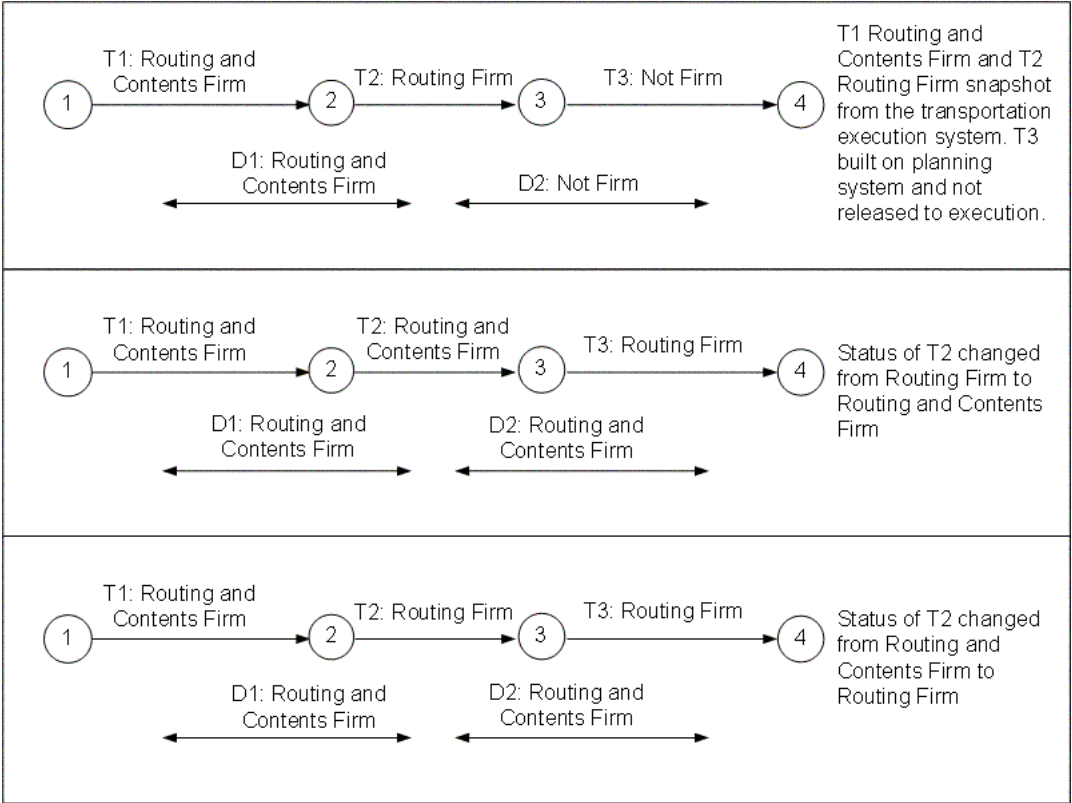 T1: Routing and
Contents Firm
T2: Routing Firm
T3: Not Firm
1
2
3
4
D1: Routing and
Contents Firm
D2: Not Firm
T1 Routing and
Contents Firm and T2
Routing Firm snapshot
from the transportation
execution system. T3
built on planning
system and not
released to execution.
T1: Routing and
Contents Firm
T2: Routing and
Contents Firm
T3: Routing Firm
1
2
3
4
D1: Routing and
Contents Firm
D2: Routing and
Contents Firm
Status of T2 changed
from Routing Firm to
Routing and Contents
Firm
T1: Routing and
Contents Firm
T2: Routing Firm
T3: Routing Firm
1
2
3
4
D1: Routing and
Contents Firm
D2: Routing and
Contents Firm
Status of T2 changed
from Routing and
Contents Firm to
Routing Firm